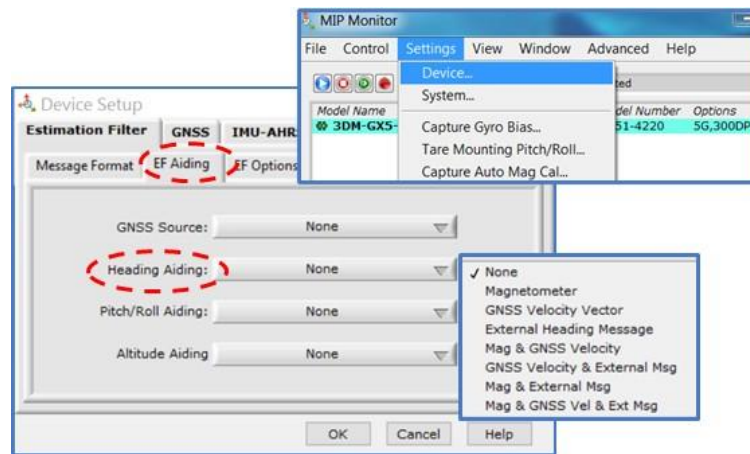 MIP Monitor
File Control Settings View Window Advanced Help
Device...
System...
Capture Gyro Bias...
Tare Mounting Pitch/Roll...
Capture Auto Mag Cal...
ted
Model Name del Number Options
3DM-GX5- 51-4220 5G,300DP
Device Setup
Estimation Filter GNSS IMU-AHR
Message Format EF Aiding EF Options
GNSS Source: None
Heading Aiding: None
Pitch/Roll Aiding: None
Altitude Aiding None
✓ None
Magnetometer
GNSS Velocity Vector
External Heading Message
Mag & GNSS Velocity
GNSS Velocity & External Msg
Mag & External Msg
Mag & GNSS Vel & Ext Msg
OK Cancel Help